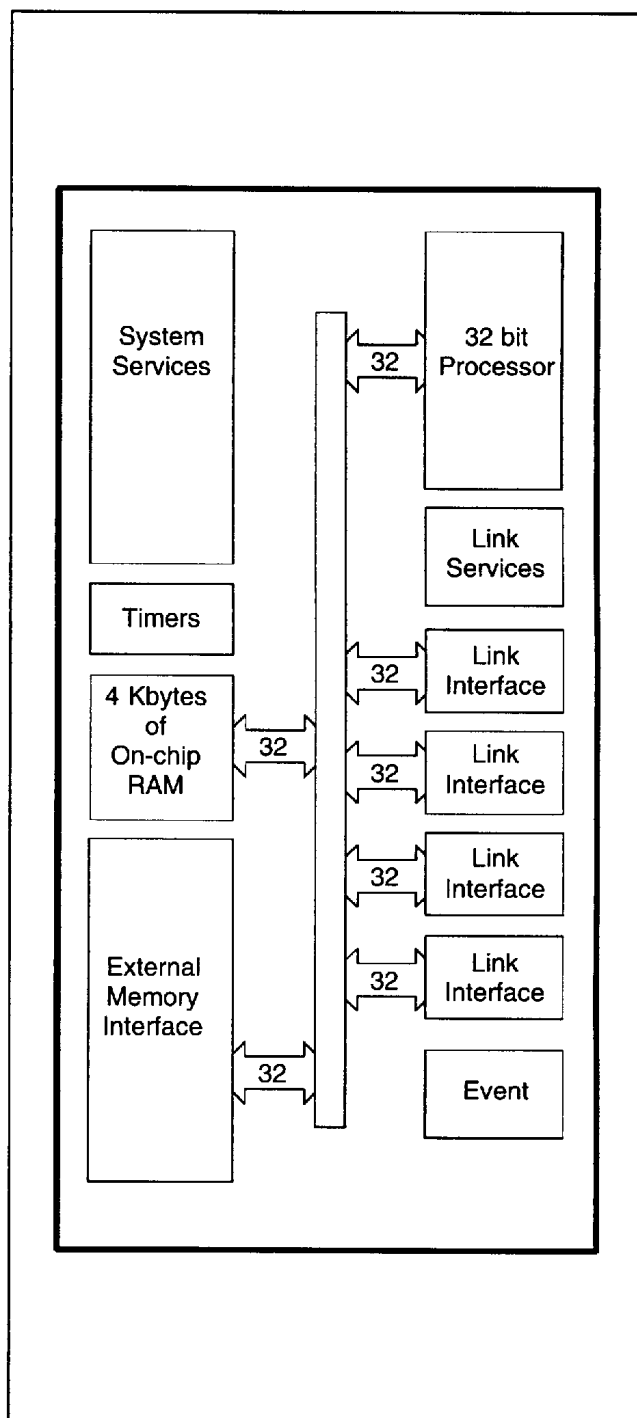 System
Services
Timers
4 Kbytes
of
On-chip
RAM
32
External
Memory
Interface
32
32
32 bit
Processor
Link
Services
32
Link
Interface
32
Link
Interface
32
Link
Interface
32
Link
Interface
Event